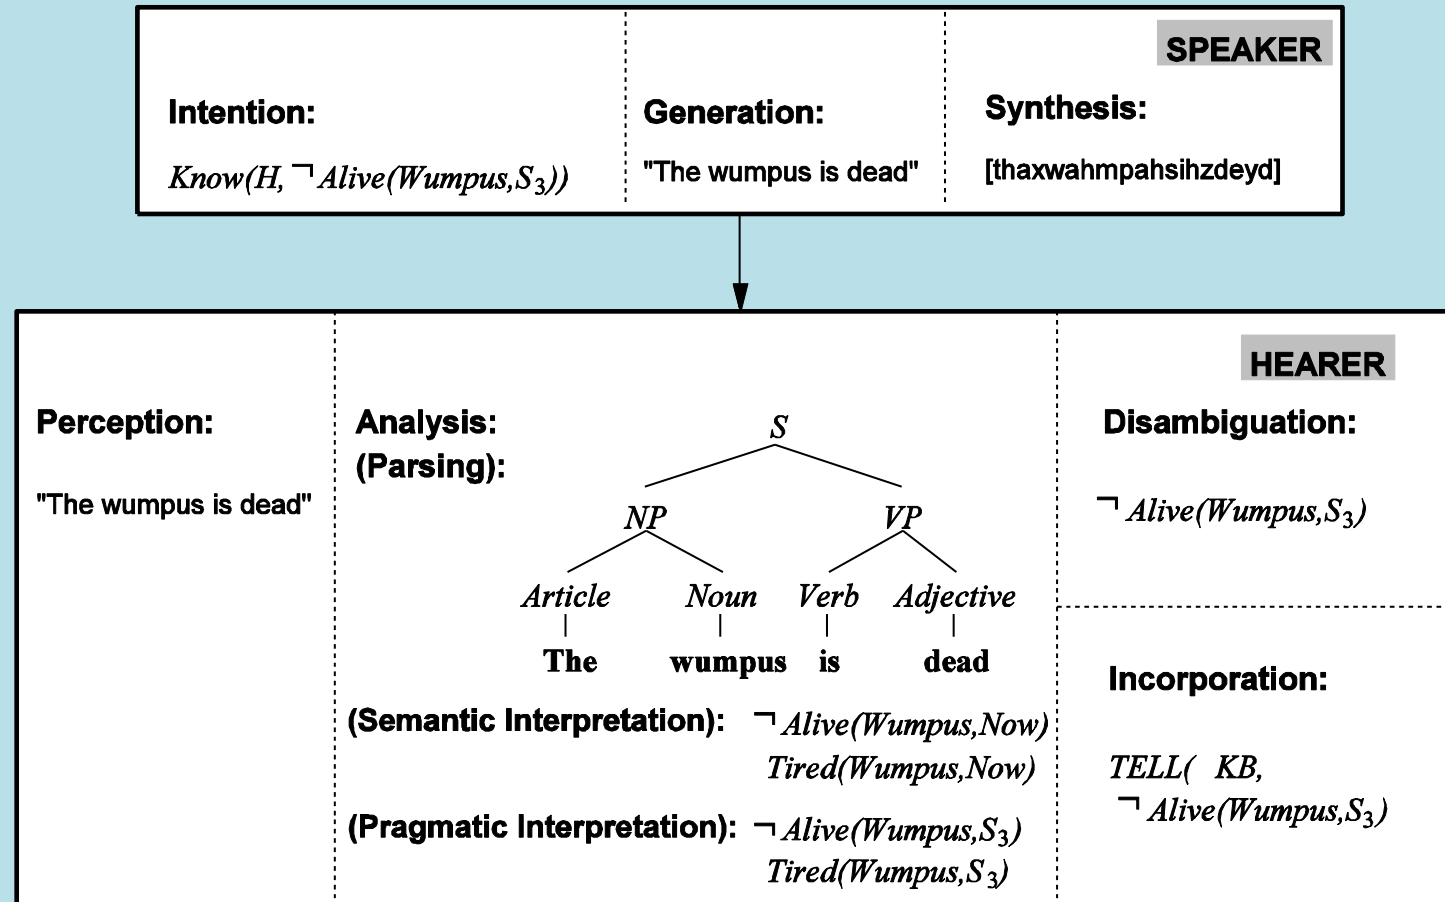 SPEAKER
Intention:
Know(H, ¬ Alive(Wumpus,S₃))
Generation:
"The wumpus is dead"
Synthesis:
[thaxwahmpahsihzdeyd]
HEARER
Perception:
"The wumpus is dead"
Analysis:
(Parsing):
S
NP VP
Article Noun Verb Adjective
The wumpus is dead
(Semantic Interpretation): ¬ Alive(Wumpus,Now)
Tired(Wumpus,Now)
(Pragmatic Interpretation): ¬ Alive(Wumpus,S₃)
Tired(Wumpus,S₃)
Disambiguation:
¬ Alive(Wumpus,S₃)
Incorporation:
TELL( KB,
¬ Alive(Wumpus,S₃)